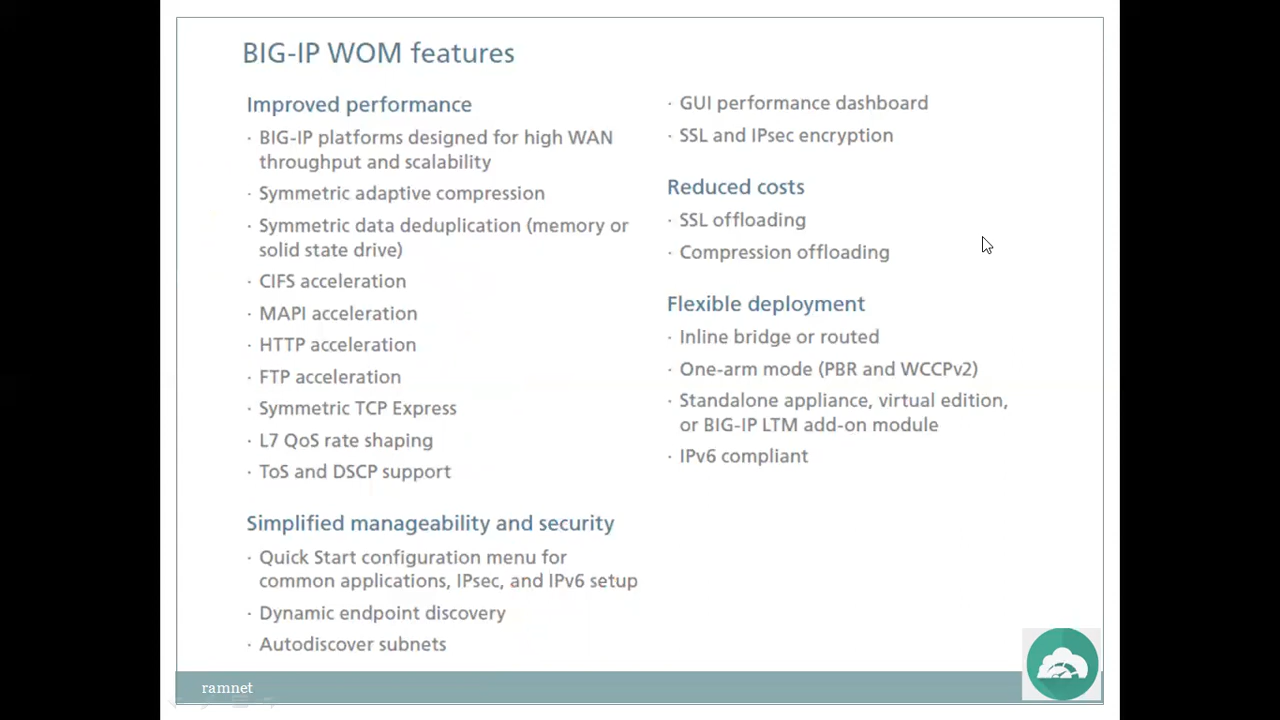 BIG-IP WOM features
Improved performance
· BIG-IP platforms designed for high WAN
throughput and scalability
· Symmetric adaptive compression
· Symmetric data deduplication (memory or
solid state drive)
· CIFS acceleration
· MAPI acceleration
· HTTP acceleration
· FTP acceleration
· Symmetric TCP Express
· L7 QoS rate shaping
· ToS and DSCP support
Simplified manageability and security
· Quick Start configuration menu for
common applications, IPsec, and IPv6 setup
· Dynamic endpoint discovery
· Autodiscover subnets
· GUI performance dashboard
· SSL and IPsec encryption
Reduced costs
· SSL offloading
· Compression offloading
Flexible deployment
· Inline bridge or routed
· One-arm mode (PBR and WCCPv2)
· Standalone appliance, virtual edition,
or BIG-IP LTM add-on module
· IPv6 compliant
ramnet